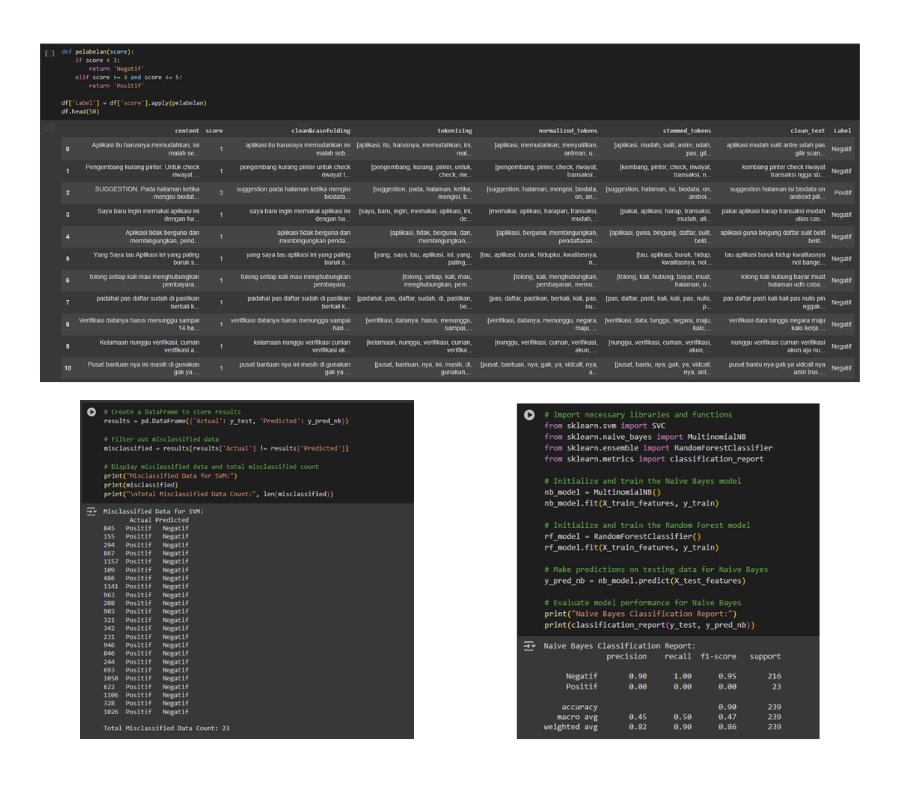 [ ] def pelabelan(score):
if score < 3:
return 'Negatif'
elif score >= 3 and score <= 5:
return 'Positif'
df['Label'] = df['score'].apply(pelabelan)
df.head(50)
content score clean&casefolding tokenizing normalized_tokens stemmed_tokens clean_text Label
0 Aplikasi itu harusnya memudahkan, ini malah se... 1 aplikasi itu harusnya memudahkan ini malah seb... [aplikasi, itu, harusnya, memudahkan, ini, mal... [aplikasi, memudahkan, menyulitkan, antrean, u... [aplikasi, mudah, sulit, antre, udah, pas, gil... aplikasi mudah sulit antre udah pas gilir scan... Negatif
1 Pengembang kurang pinter. Untuk check riwayat t... 1 pengembang kurang pinter untuk check riwayat t... [pengembang, kurang, pinter, untuk, check, riw... [pengembang, pinter, check, riwayat, transaksi... [kembang, pinter, check, riwayat, transaksi, n... kembang pinter check riwayat transaksi ngga sb... Negatif
2 SUGGESTION: Pada halaman ketika mengisi biodat... 3 suggestion pada halaman ketika mengisi biodata... [suggestion, pada, halaman, ketika, mengisi, b... [suggestion, halaman, mengisi, biodata, on, an... [suggestion, halaman, isi, biodata, on, androi... suggestion halaman isi biodata on android pili... Positif
3 Saya baru ingin memakai aplikasi ini dengan ha... 1 saya baru ingin memakai aplikasi ini dengan ha... [saya, baru, ingin, memakai, aplikasi, ini, de... [memakai, aplikasi, harapan, transaksi, mudah, ... [pakai, aplikasi, harap, transaksi, mudah, ali... pakai aplikasi harap transaksi mudah alias cas... Negatif
4 Aplikasi tidak berguna dan membingungkan, pend... 1 aplikasi tidak berguna dan membingungkan penda... [aplikasi, tidak, berguna, dan, membingungkan,... [aplikasi, berguna, membingungkan, pendaftaran... [aplikasi, guna, bingung, daftar, sulit, belit... aplikasi guna bingung daftar sulit belit belit... Negatif
5 Yang Saya tau Aplikasi ini yang paling buruk s... 1 yang saya tau aplikasi ini yang paling buruk s... [yang, saya, tau, aplikasi, ini, yang, paling,... [tau, aplikasi, buruk, hidupku, kwalitasnya, n... [tau, aplikasi, buruk, hidup, kwalitasnya, nol... tau aplikasi buruk hidup kwalitasnya nol bange... Negatif
6 tolong setiap kali mau menghubungkan pembayara... 1 tolong setiap kali mau menghubungkan pembayara... [tolong, setiap, kali, mau, menghubungkan, pem... [tolong, kali, menghubungkan, pembayaran, menu... [tolong, kali, hubung, bayar, muat, halaman, u... tolong kali hubung bayar muat halaman udh coba... Negatif
7 padahal pas daftar sudah di pastikan berkali k... 1 padahal pas daftar sudah di pastikan berkali k... [padahal, pas, daftar, sudah, di, pastikan, be... [pas, daftar, pastikan, berkali, kali, pas, nu... [pas, daftar, pasti, kali, kali, pas, nulis, p... pas daftar pasti kali kali pas nulis pin nggak... Negatif
8 Verifikasi datanya harus menunggu sampai 14 ha... 1 verifikasi datanya harus menunggu sampai hari ... [verifikasi, datanya, harus, menunggu, sampai,... [verifikasi, datanya, menunggu, negara, maju, ... [verifikasi, data, tunggu, negara, maju, kalo,... verifikasi data tunggu negara maju kalo kerja ... Negatif
9 Kelamaan nunggu verifikasi, cuman verifikasi a... 1 kelamaan nunggu verifikasi cuman verifikasi ak... [kelamaan, nunggu, verifikasi, cuman, verifika... [nunggu, verifikasi, cuman, verifikasi, akun, ... [nunggu, verifikasi, cuman, verifikasi, akun, ... nunggu verifikasi cuman verifikasi akun aja nu... Negatif
10 Pusat bantuan nya ini masih di gunakan gak ya ... 1 pusat bantuan nya ini masih di gunakan gak ya ... [pusat, bantuan, nya, ini, masih, di, gunakan,... [pusat, bantuan, nya, gak, ya, vidcall, nya, a... [pusat, bantu, nya, gak, ya, vidcall, nya, ant... pusat bantu nya gak ya vidcall nya antri trus ... Negatif
# Create a DataFrame to store results
results = pd.DataFrame({'Actual': y_test, 'Predicted': y_pred_nb})
# Filter out misclassified data
misclassified = results[results['Actual'] != results['Predicted']]
# Display misclassified data and total misclassified count
print("Misclassified Data for SVM:")
print(misclassified)
print("\nTotal Misclassified Data Count:", len(misclassified))
Misclassified Data for SVM:
Actual Predicted
845 Positif Negatif
155 Positif Negatif
294 Positif Negatif
867 Positif Negatif
1157 Positif Negatif
109 Positif Negatif
486 Positif Negatif
1141 Positif Negatif
963 Positif Negatif
208 Positif Negatif
903 Positif Negatif
321 Positif Negatif
342 Positif Negatif
231 Positif Negatif
946 Positif Negatif
846 Positif Negatif
244 Positif Negatif
693 Positif Negatif
1058 Positif Negatif
622 Positif Negatif
1106 Positif Negatif
328 Positif Negatif
1026 Positif Negatif
Total Misclassified Data Count: 23
# Import necessary libraries and functions
from sklearn.svm import SVC
from sklearn.naive_bayes import MultinomialNB
from sklearn.ensemble import RandomForestClassifier
from sklearn.metrics import classification_report
# Initialize and train the Naive Bayes model
nb_model = MultinomialNB()
nb_model.fit(X_train_features, y_train)
# Initialize and train the Random Forest model
rf_model = RandomForestClassifier()
rf_model.fit(X_train_features, y_train)
# Make predictions on testing data for Naive Bayes
y_pred_nb = nb_model.predict(X_test_features)
# Evaluate model performance for Naive Bayes
print("Naive Bayes Classification Report:")
print(classification_report(y_test, y_pred_nb))
Naive Bayes Classification Report:
precision recall f1-score support
Negatif 0.90 1.00 0.95 216
Positif 0.00 0.00 0.00 23
accuracy 0.90 239
macro avg 0.45 0.50 0.47 239
weighted avg 0.82 0.90 0.86 239